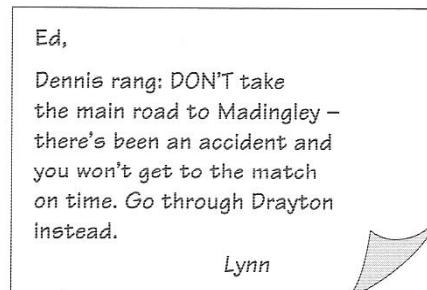 Ed,
Dennis rang: DON'T take
the main road to Madingley –
there's been an accident and
you won't get to the match
on time. Go through Drayton
instead.
Lynn